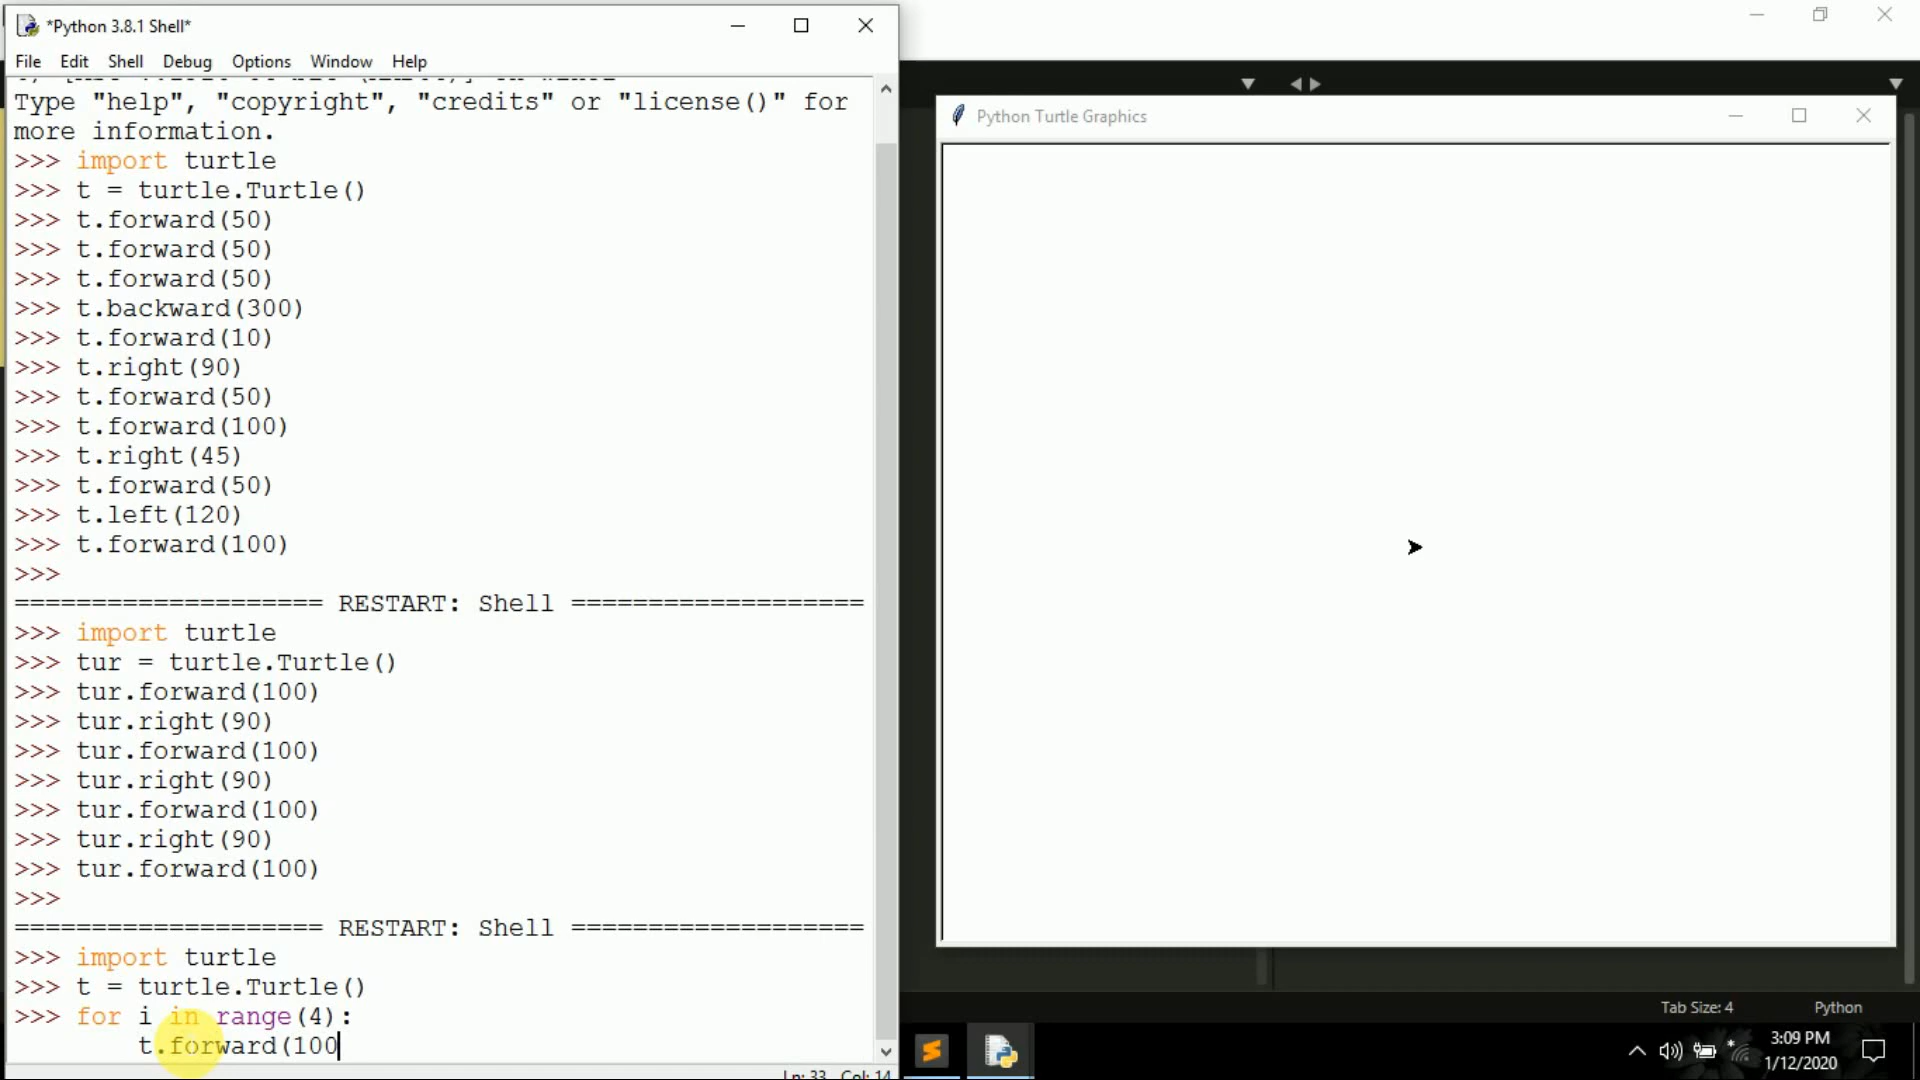 *Python 3.8.1 Shell*
File Edit Shell Debug Options Window Help
Type "help", "copyright", "credits" or "license()" for
more information.
>>> import turtle
>>> t = turtle.Turtle()
>>> t.forward(50)
>>> t.forward(50)
>>> t.forward(50)
>>> t.backward(300)
>>> t.forward(10)
>>> t.right(90)
>>> t.forward(50)
>>> t.forward(100)
>>> t.right(45)
>>> t.forward(50)
>>> t.left(120)
>>> t.forward(100)
>>>
==================== RESTART: Shell ===================
>>> import turtle
>>> tur = turtle.Turtle()
>>> tur.forward(100)
>>> tur.right(90)
>>> tur.forward(100)
>>> tur.right(90)
>>> tur.forward(100)
>>> tur.right(90)
>>> tur.forward(100)
>>>
==================== RESTART: Shell ===================
>>> import turtle
>>> t = turtle.Turtle()
>>> for i in range(4):
t.forward(100
Ln: 33 Col: 14
Python Turtle Graphics
Tab Size: 4 Python
3:09 PM
1/12/2020